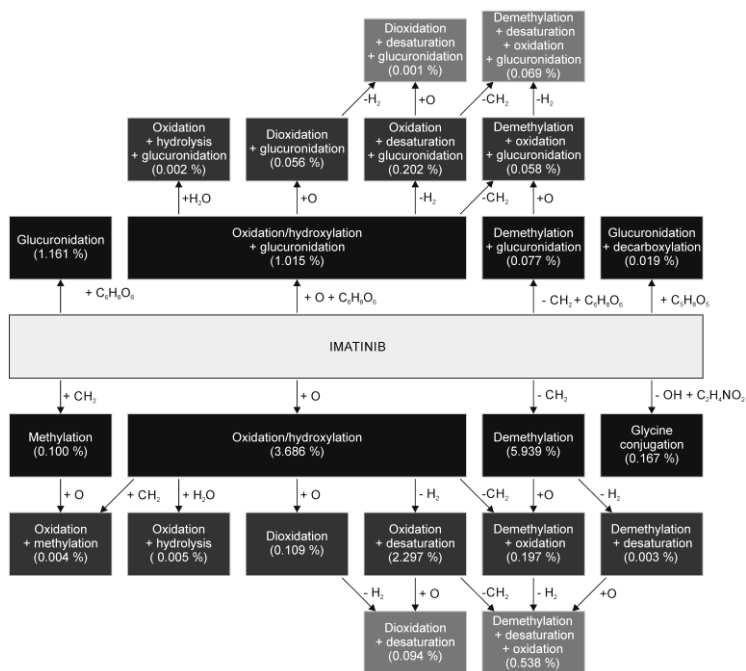 Dioxidation
+ desaturation
+ glucuronidation
(0.001 %)
Demethylation
+ desaturation
+ oxidation
+ glucuronidation
(0.069 %)
-H₂
+O
-CH₂
-H₂
Oxidation
+ hydrolysis
+ glucuronidation
(0.002 %)
Dioxidation
+ glucuronidation
(0.056 %)
Oxidation
+ desaturation
+ glucuronidation
(0.202 %)
Demethylation
+ oxidation
+ glucuronidation
(0.058 %)
+H₂O
+O
-H₂
-CH₂
+O
Glucuronidation
(1.161 %)
Oxidation/hydroxylation
+ glucuronidation
(1.015 %)
Demethylation
+ glucuronidation
(0.077 %)
Glucuronidation
+ decarboxylation
(0.019 %)
+ C₆H₈O₆
+ O + C₆H₈O₆
- CH₂ + C₆H₈O₆
+ C₅H₈O₅
IMATINIB
+ CH₂
+ O
- CH₂
- OH + C₂H₄NO₂
Methylation
(0.100 %)
Oxidation/hydroxylation
(3.686 %)
Demethylation
(5.939 %)
Glycine
conjugation
(0.167 %)
+ O
+ CH₂
+ H₂O
+ O
- H₂
-CH₂
+O
- H₂
Oxidation
+ methylation
(0.004 %)
Oxidation
+ hydrolysis
( 0.005 %)
Dioxidation
(0.109 %)
Oxidation
+ desaturation
(2.297 %)
Demethylation
+ oxidation
(0.197 %)
Demethylation
+ desaturation
(0.003 %)
- H₂
+ O
-CH₂
- H₂
+O
Dioxidation
+ desaturation
(0.094 %)
Demethylation
+ desaturation
+ oxidation
(0.538 %)